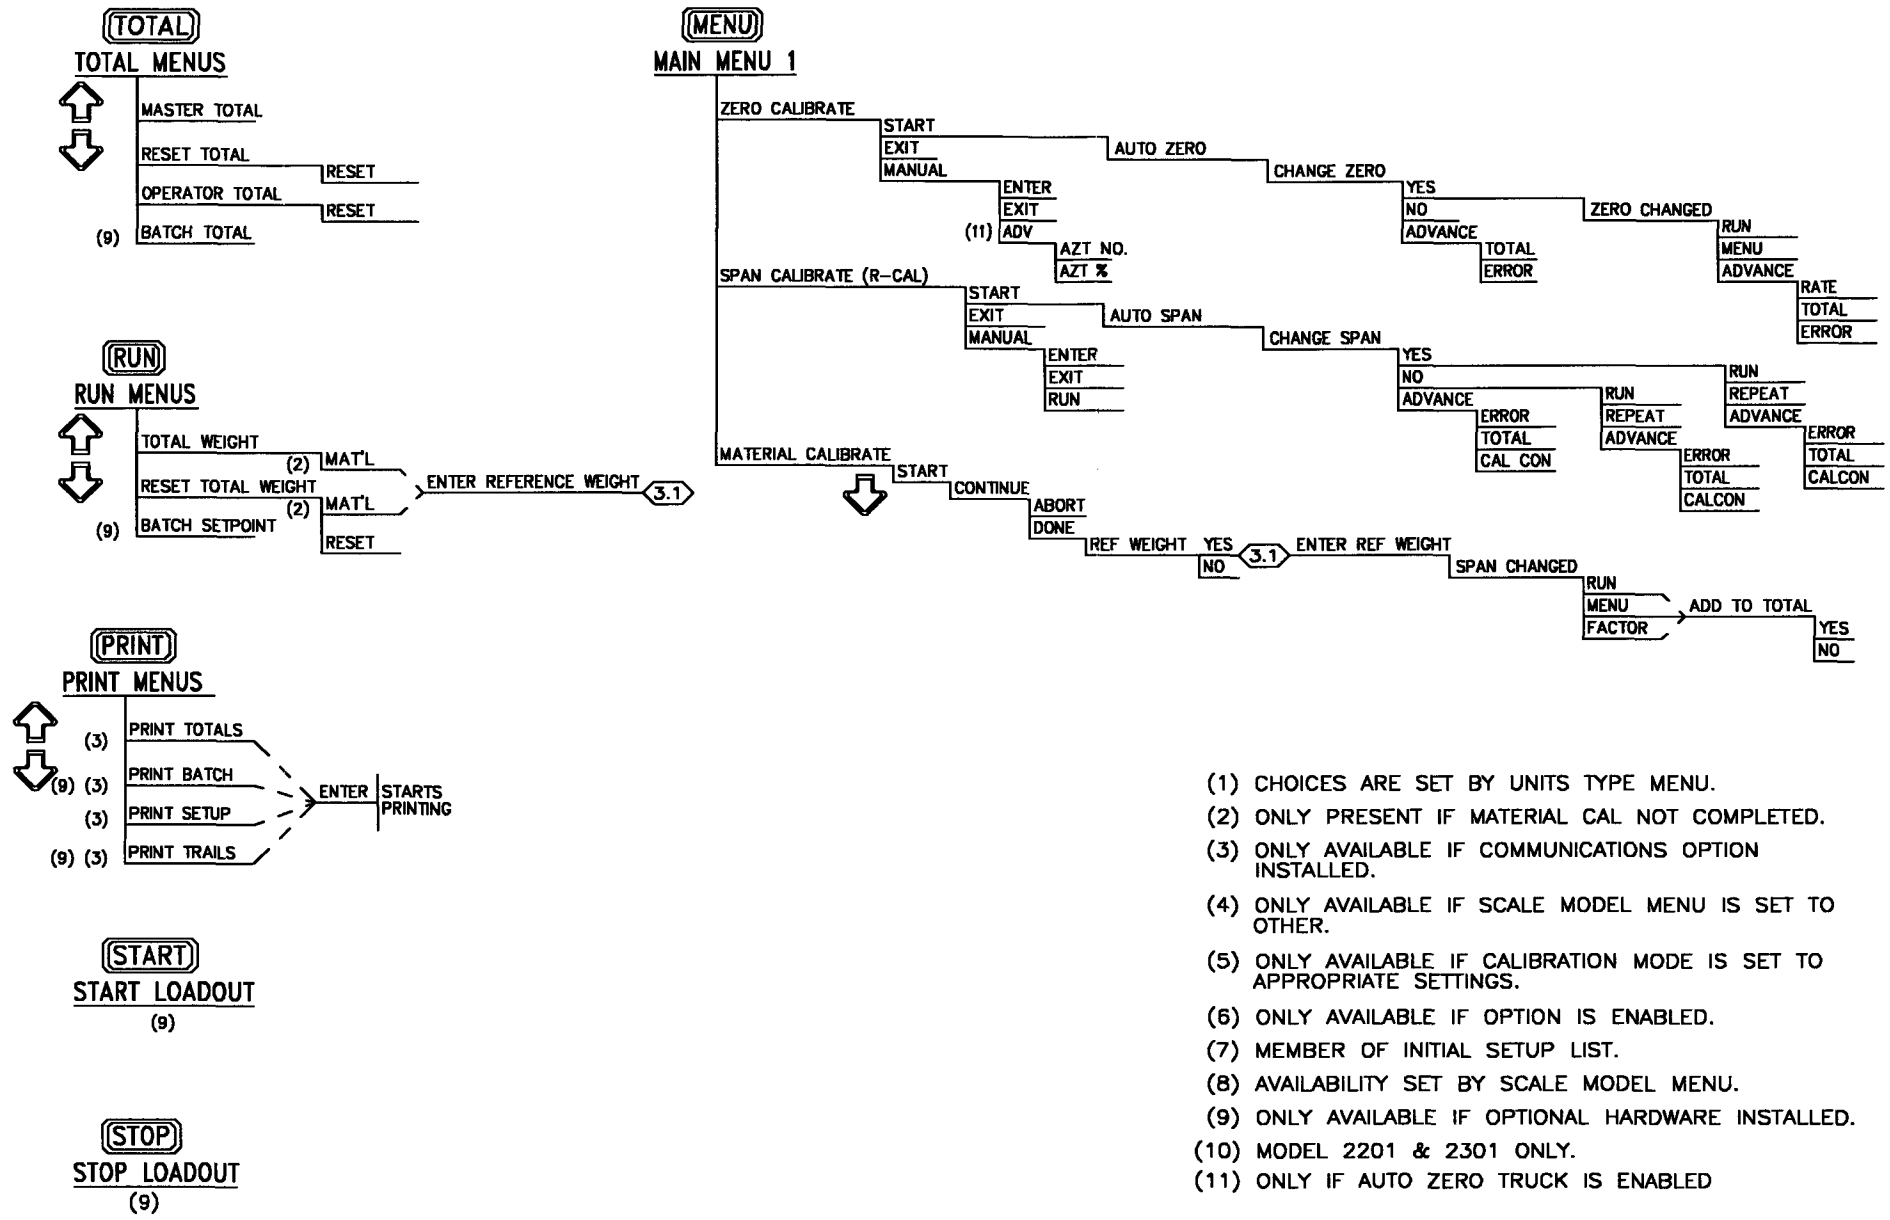 TOTAL
TOTAL MENUS
MASTER TOTAL
RESET TOTAL
RESET
OPERATOR TOTAL
RESET
(9) BATCH TOTAL
RUN
RUN MENUS
TOTAL WEIGHT
(2) MAT'L
RESET TOTAL WEIGHT
(2) MAT'L
(9) BATCH SETPOINT
RESET
ENTER REFERENCE WEIGHT 3.1
PRINT
PRINT MENUS
(3) PRINT TOTALS
(9) (3) PRINT BATCH
(3) PRINT SETUP
(9) (3) PRINT TRAILS
ENTER STARTS
PRINTING
START
START LOADOUT
(9)
STOP
STOP LOADOUT
(9)
MENU
MAIN MENU 1
ZERO CALIBRATE
START
EXIT
MANUAL
ENTER
EXIT
(11) ADV
AZT NO.
AZT %
AUTO ZERO
CHANGE ZERO
YES
NO
ADVANCE
TOTAL
ERROR
ZERO CHANGED
RUN
MENU
ADVANCE
RATE
TOTAL
ERROR
SPAN CALIBRATE (R-CAL)
START
EXIT
MANUAL
ENTER
EXIT
RUN
AUTO SPAN
CHANGE SPAN
YES
NO
ADVANCE
ERROR
TOTAL
CAL CON
RUN
REPEAT
ADVANCE
ERROR
TOTAL
CALCON
RUN
REPEAT
ADVANCE
ERROR
TOTAL
CALCON
MATERIAL CALIBRATE
START
CONTINUE
ABORT
DONE
REF WEIGHT YES 3.1 ENTER REF WEIGHT
NO
SPAN CHANGED
RUN
MENU
FACTOR
ADD TO TOTAL
YES
NO
(1) CHOICES ARE SET BY UNITS TYPE MENU.
(2) ONLY PRESENT IF MATERIAL CAL NOT COMPLETED.
(3) ONLY AVAILABLE IF COMMUNICATIONS OPTION
INSTALLED.
(4) ONLY AVAILABLE IF SCALE MODEL MENU IS SET TO
OTHER.
(5) ONLY AVAILABLE IF CALIBRATION MODE IS SET TO
APPROPRIATE SETTINGS.
(6) ONLY AVAILABLE IF OPTION IS ENABLED.
(7) MEMBER OF INITIAL SETUP LIST.
(8) AVAILABILITY SET BY SCALE MODEL MENU.
(9) ONLY AVAILABLE IF OPTIONAL HARDWARE INSTALLED.
(10) MODEL 2201 & 2301 ONLY.
(11) ONLY IF AUTO ZERO TRUCK IS ENABLED